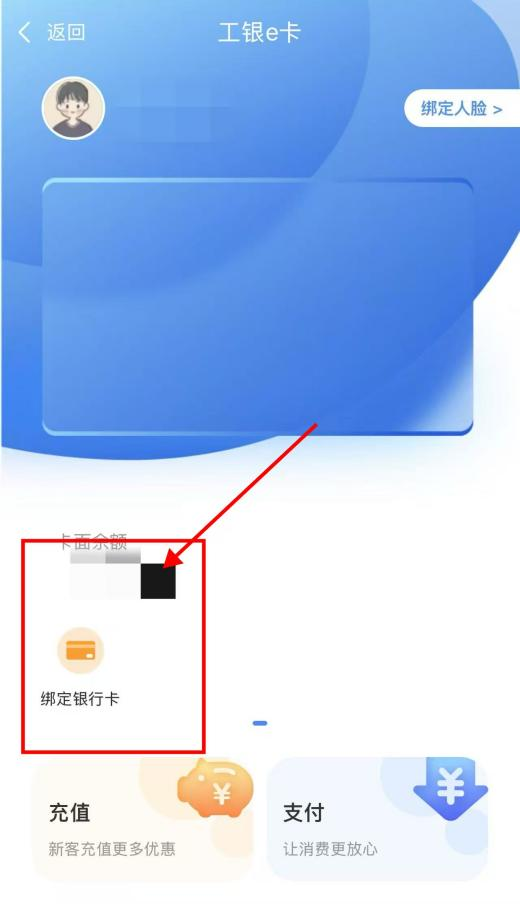 返回
工银e卡
绑定人脸 >
卡面余额
绑定银行卡
充值
新客充值更多优惠
¥
支付
让消费更放心
¥